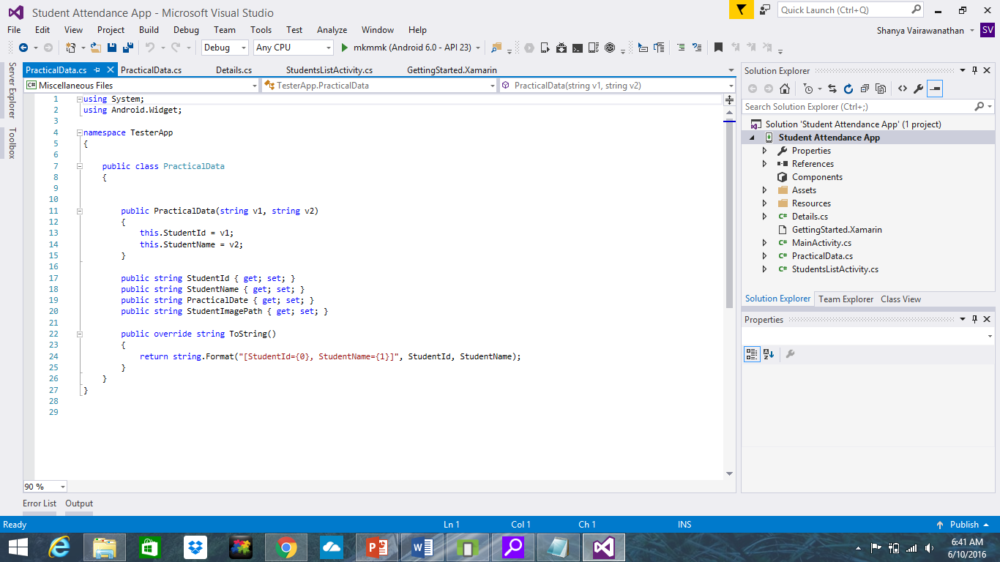 Student Attendance App - Microsoft Visual Studio
Quick Launch (Ctrl+Q)
File Edit View Project Build Debug Team Tools Test Analyze Window Help
Shanya Vairawanathan SV
Debug Any CPU mkmmk (Android 6.0 - API 23)
Server Explorer
Toolbox
PracticalData.cs PracticalData.cs Details.cs StudentsListActivity.cs GettingStarted.Xamarin
C# Miscellaneous Files TesterApp.PracticalData PracticalData(string v1, string v2)
1 using System;
2 using Android.Widget;
3
4 namespace TesterApp
5 {
6
7 public class PracticalData
8 {
9
10
11 public PracticalData(string v1, string v2)
12 {
13 this.StudentId = v1;
14 this.StudentName = v2;
15 }
16
17 public string StudentId { get; set; }
18 public string StudentName { get; set; }
19 public string PracticalDate { get; set; }
20 public string StudentImagePath { get; set; }
21
22 public override string ToString()
23 {
24 return string.Format("[StudentId={0}, StudentName={1}]", StudentId, StudentName);
25 }
26 }
27 }
28
29
90 %
Solution Explorer
Search Solution Explorer (Ctrl+;)
Solution 'Student Attendance App' (1 project)
Student Attendance App
Properties
References
Components
Assets
Resources
C# Details.cs
GettingStarted.Xamarin
C# MainActivity.cs
C# PracticalData.cs
C# StudentsListActivity.cs
Solution Explorer Team Explorer Class View
Properties
Error List Output
Ready Ln 1 Col 1 Ch 1 INS Publish
6:41 AM
6/10/2016